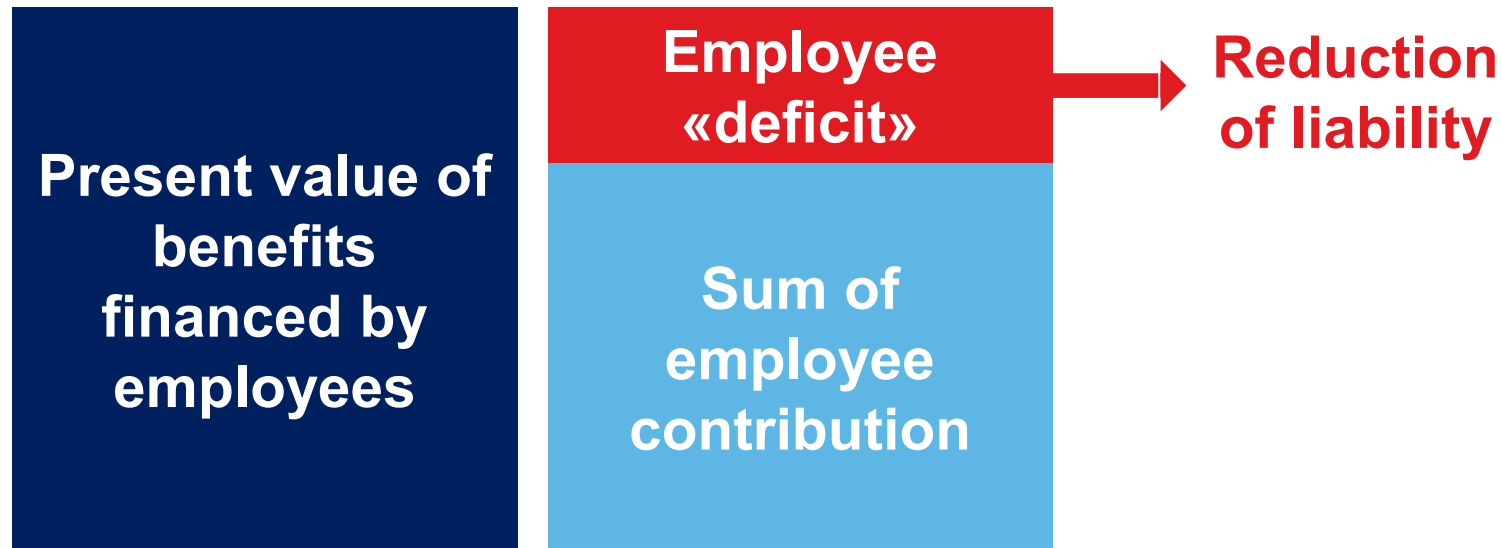 Present value of
benefits
financed by
employees
Employee
«deficit»
Sum of
employee
contribution
Reduction
of liability